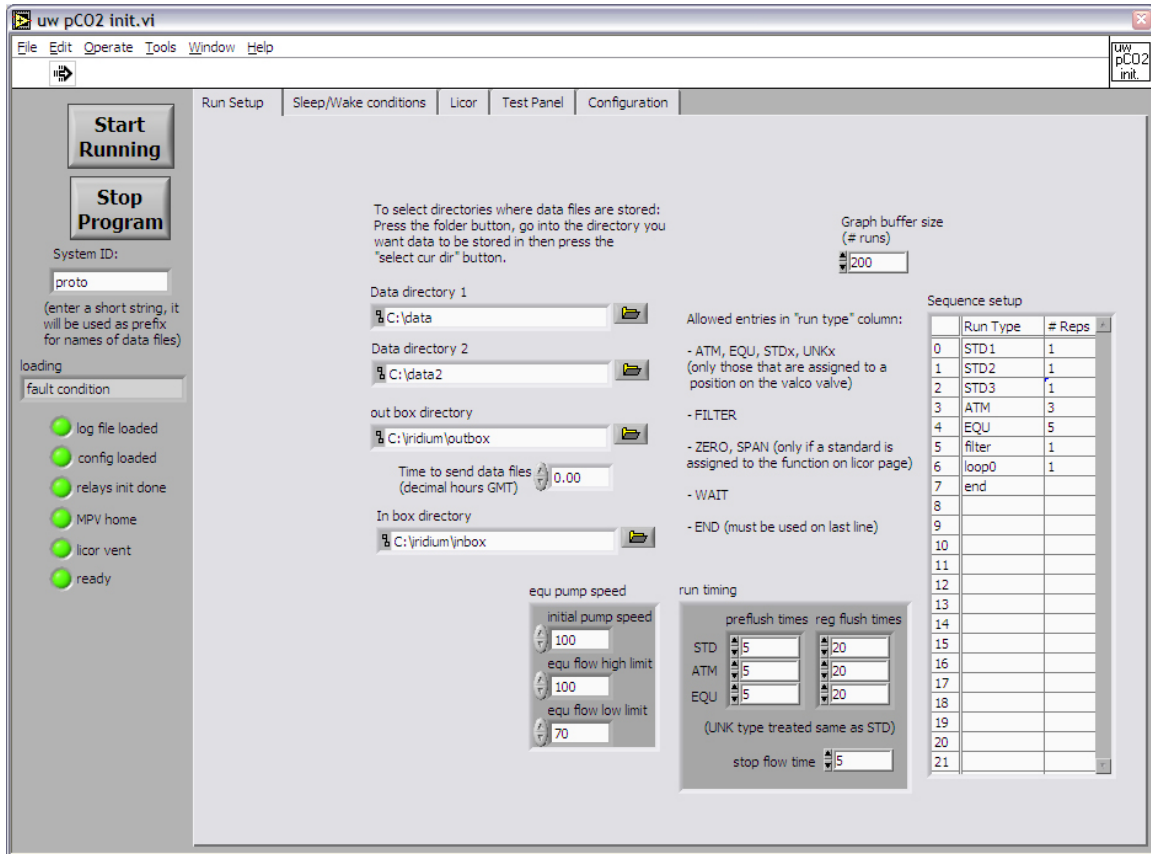 uw pCO2 init.vi
File Edit Operate Tools Window Help
uw
pCO2
init.
Start
Running
Stop
Program
System ID:
proto
(enter a short string, it
will be used as prefix
for names of data files)
loading
fault condition
log file loaded
config loaded
relays init done
MPV home
licor vent
ready
Run Setup
Sleep/Wake conditions
Licor
Test Panel
Configuration
To select directories where data files are stored:
Press the folder button, go into the directory you
want data to be stored in then press the
"select cur dir" button.
Data directory 1
C:\data
Data directory 2
C:\data2
out box directory
C:\iridium\outbox
Time to send data files
(decimal hours GMT)
0.00
In box directory
C:\iridium\inbox
Graph buffer size
(# runs)
200
Allowed entries in "run type" column:
- ATM, EQU, STDx, UNKx
(only those that are assigned to a
position on the valco valve)
- FILTER
- ZERO, SPAN (only if a standard is
assigned to the function on licor page)
- WAIT
- END (must be used on last line)
equ pump speed
initial pump speed
100
equ flow high limit
100
equ flow low limit
70
run timing
preflush times reg flush times
STD 5 20
ATM 5 20
EQU 5 20
(UNK type treated same as STD)
stop flow time 5
Sequence setup
Run Type # Reps
0 STD1 1
1 STD2 1
2 STD3 1
3 ATM 3
4 EQU 5
5 filter 1
6 loop0 1
7 end
8
9
10
11
12
13
14
15
16
17
18
19
20
21